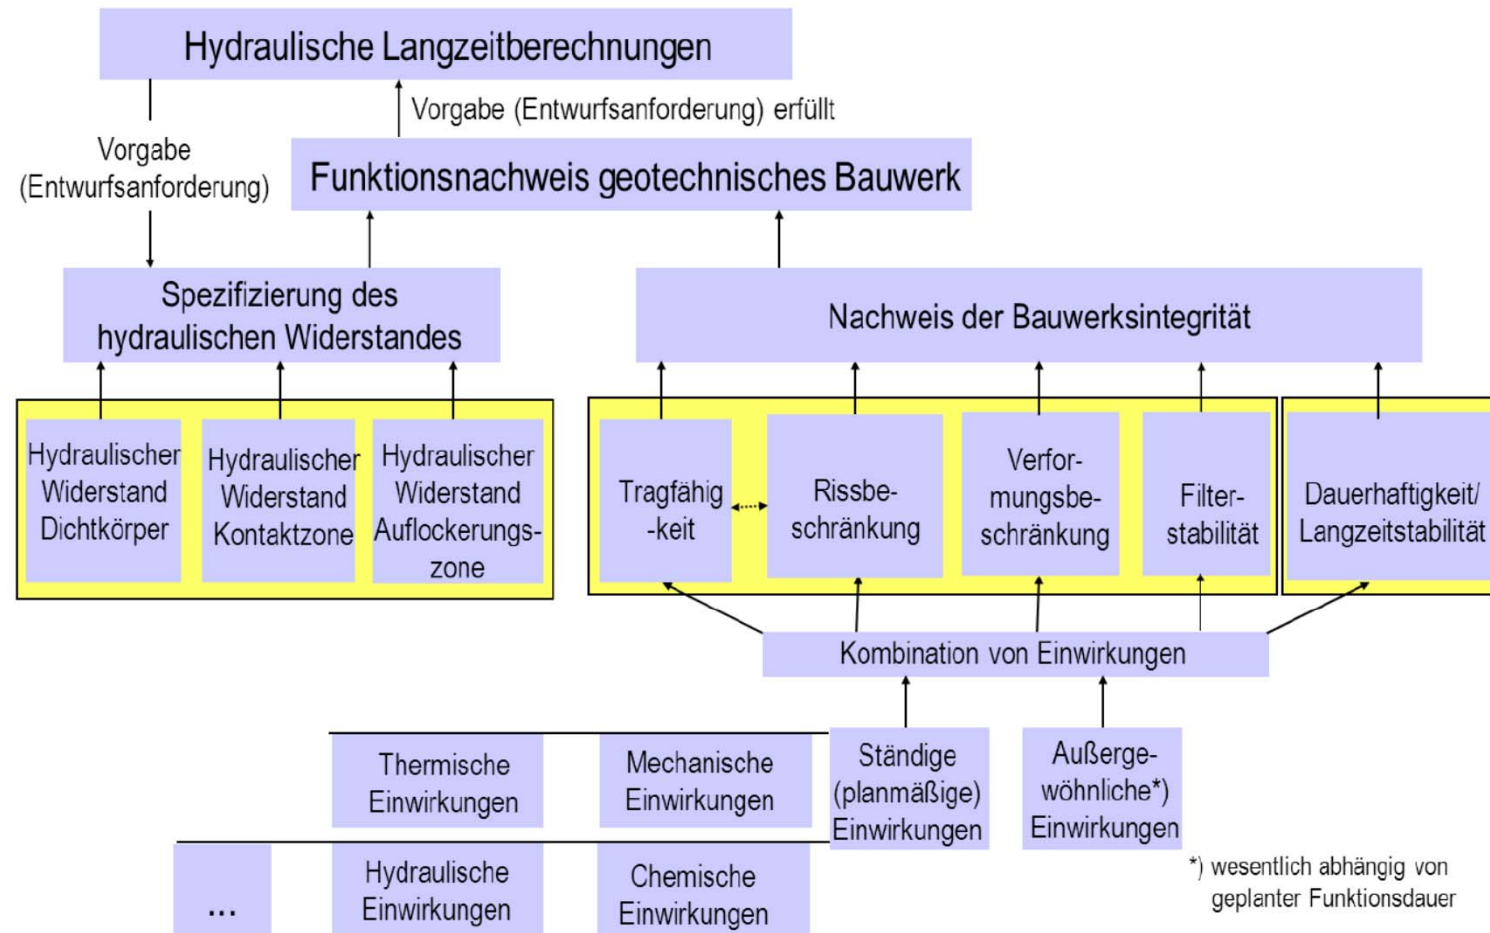 Hydraulische Langzeitberechnungen
Vorgabe (Entwurfsanforderung) erfüllt
Vorgabe
(Entwurfsanforderung)
Funktionsnachweis geotechnisches Bauwerk
Spezifizierung des
hydraulischen Widerstandes
Nachweis der Bauwerksintegrität
Hydraulischer
Widerstand
Dichtkörper
Hydraulischer
Widerstand
Kontaktzone
Hydraulischer
Widerstand
Auflockerungs-
zone
Tragfähig
-keit
Rissbe-
schränkung
Verfor-
mungsbe-
schränkung
Filter-
stabilität
Dauerhaftigkeit/
Langzeitstabilität
Kombination von Einwirkungen
Thermische
Einwirkungen
Mechanische
Einwirkungen
Ständige
(planmäßige)
Einwirkungen
Außerge-
wöhnliche*)
Einwirkungen
...
Hydraulische
Einwirkungen
Chemische
Einwirkungen
*) wesentlich abhängig von
geplanter Funktionsdauer